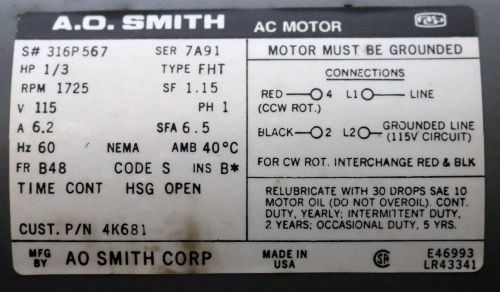 A.O. SMITH
AC MOTOR
S# 316P567 SER 7A91
HP 1/3 TYPE FHT
RPM 1725 SF 1.15
V 115 PH 1
A 6.2 SFA 6.5
Hz 60 NEMA AMB 40°C
FR B48 CODE S INS B*
TIME CONT HSG OPEN
CUST. P/N 4K681
MOTOR MUST BE GROUNDED
CONNECTIONS
RED 4 L1 LINE
(CCW ROT.)
BLACK 2 L2 GROUNDED LINE
(115V CIRCUIT)
FOR CW ROT. INTERCHANGE RED & BLK
RELUBRICATE WITH 30 DROPS SAE 10
MOTOR OIL (DO NOT OVEROIL). CONT.
DUTY, YEARLY; INTERMITTENT DUTY,
2 YEARS; OCCASIONAL DUTY, 5 YRS.
MFG BY AO SMITH CORP
MADE IN
USA
E46993
LR43341